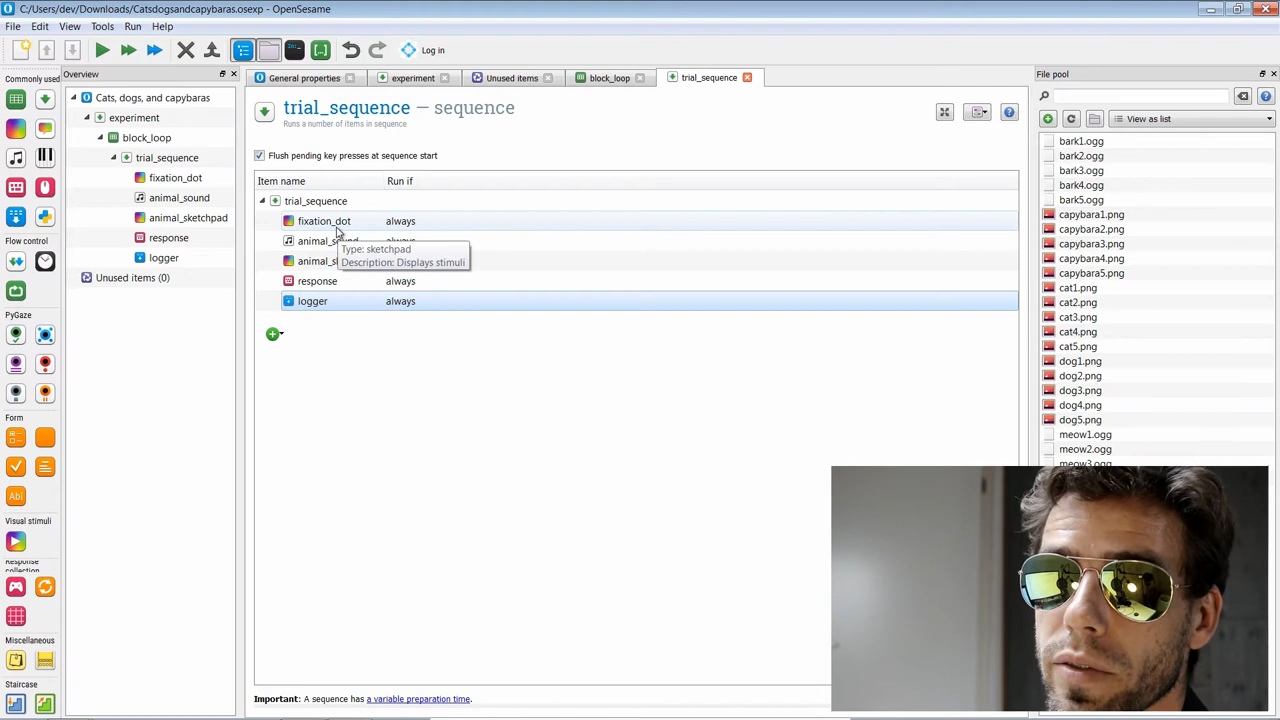 C:/Users/dev/Downloads/Catsdogsandcapybaras.osexp - OpenSesame
File Edit View Tools Run Help
Log in
Commonly used
Flow control
PyGaze
Form
Visual stimuli
Response
collection
Miscellaneous
Staircase
Overview
Cats, dogs, and capybaras
experiment
block_loop
trial_sequence
fixation_dot
animal_sound
animal_sketchpad
response
logger
Unused items (0)
General properties experiment Unused items block_loop trial_sequence
trial_sequence — sequence
Runs a number of items in sequence
Flush pending key presses at sequence start
Item name Run if
trial_sequence
fixation_dot always
animal_sound always
animal_sk
response always
logger always
Type: sketchpad
Description: Displays stimuli
Important: A sequence has a variable preparation time.
File pool
View as list
bark1.ogg
bark2.ogg
bark3.ogg
bark4.ogg
bark5.ogg
capybara1.png
capybara2.png
capybara3.png
capybara4.png
capybara5.png
cat1.png
cat2.png
cat3.png
cat4.png
cat5.png
dog1.png
dog2.png
dog3.png
dog4.png
dog5.png
meow1.ogg
meow2.ogg
meow3.ogg